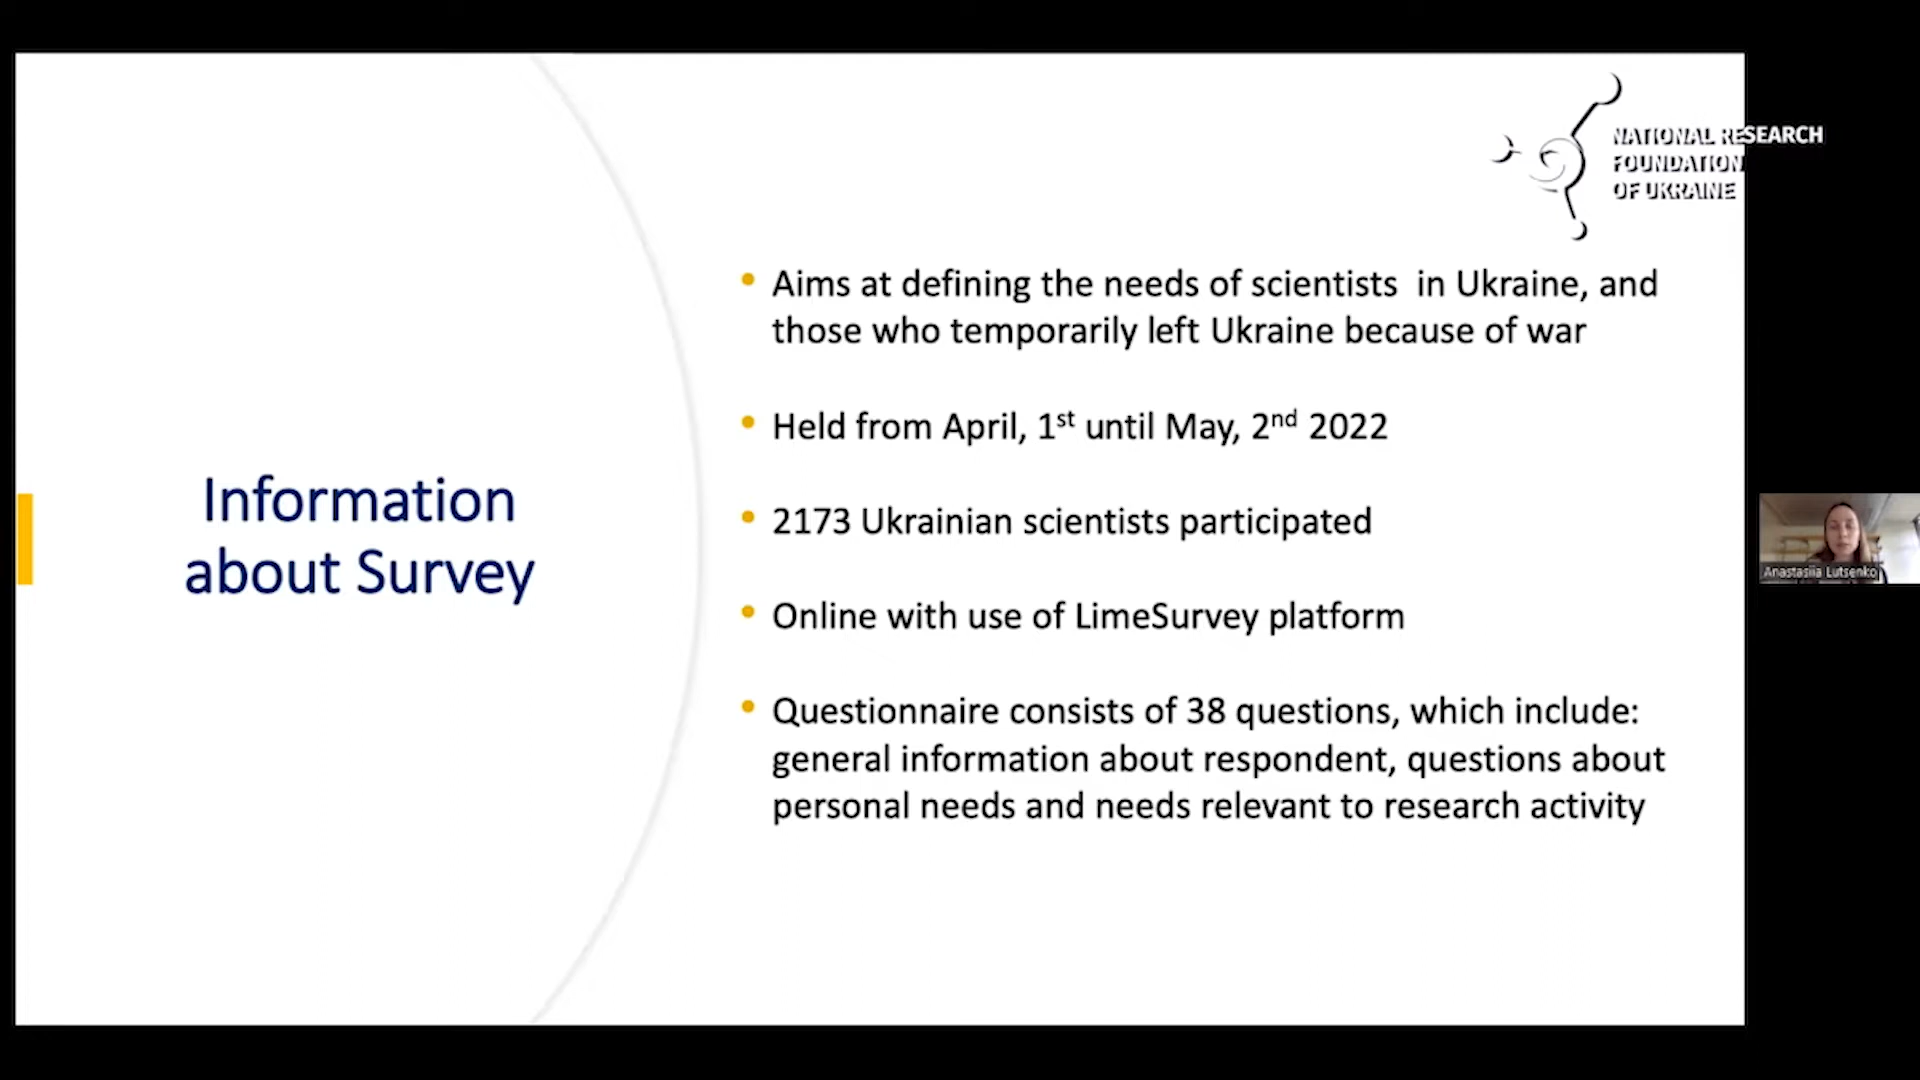 NATIONAL RESEARCH
FOUNDATION
OF UKRAINE
Information
about Survey
• Aims at defining the needs of scientists in Ukraine, and
those who temporarily left Ukraine because of war
• Held from April, 1st until May, 2nd 2022
• 2173 Ukrainian scientists participated
• Online with use of LimeSurvey platform
• Questionnaire consists of 38 questions, which include:
general information about respondent, questions about
personal needs and needs relevant to research activity
Anastasiia Lutsenko